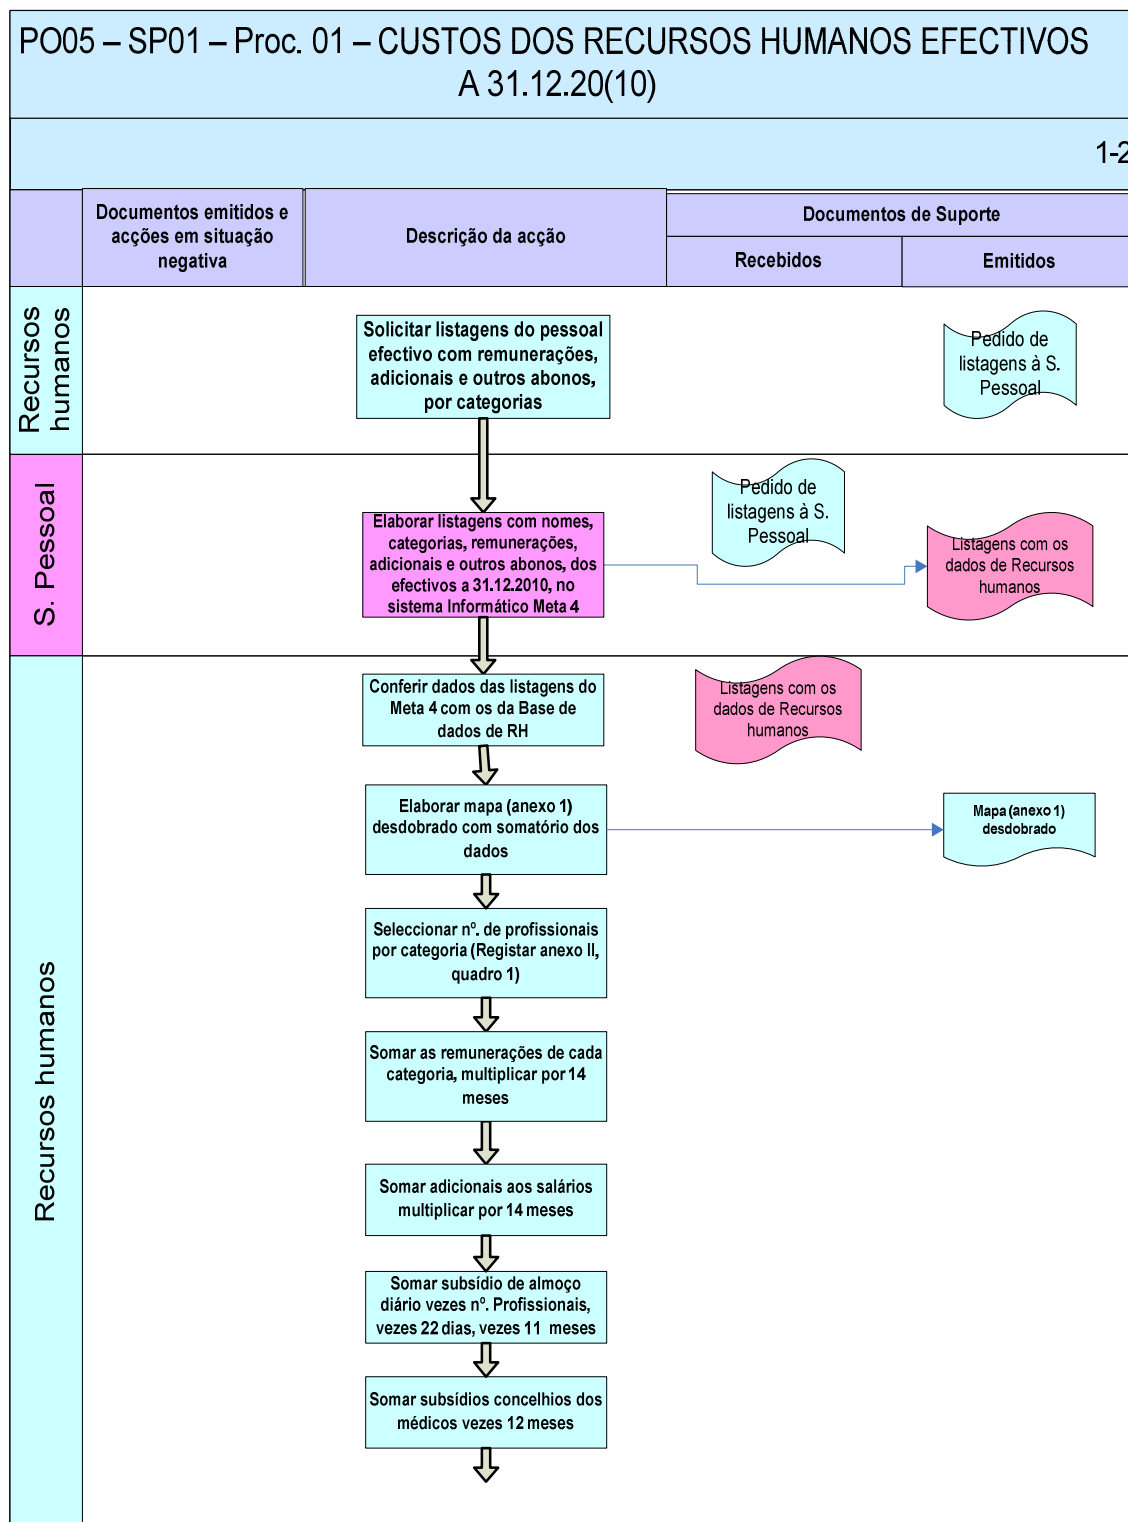 PO05 – SP01 – Proc. 01 – CUSTOS DOS RECURSOS HUMANOS EFECTIVOS
A 31.12.20(10)
1-2
Documentos emitidos e
acções em situação
negativa
Descrição da acção
Documentos de Suporte
Recebidos
Emitidos
Recursos
humanos
Solicitar listagens do pessoal
efectivo com remunerações,
adicionais e outros abonos,
por categorias
Pedido de
listagens à S.
Pessoal
S. Pessoal
Elaborar listagens com nomes,
categorias, remunerações,
adicionais e outros abonos, dos
efectivos a 31.12.2010, no
sistema Informático Meta 4
Pedido de
listagens à S.
Pessoal
Listagens com os
dados de Recursos
humanos
Recursos humanos
Conferir dados das listagens do
Meta 4 com os da Base de
dados de RH
Listagens com os
dados de Recursos
humanos
Elaborar mapa (anexo 1)
desdobrado com somatório dos
dados
Mapa (anexo 1)
desdobrado
Seleccionar nº. de profissionais
por categoria (Registar anexo II,
quadro 1)
Somar as remunerações de cada
categoria, multiplicar por 14
meses
Somar adicionais aos salários
multiplicar por 14 meses
Somar subsídio de almoço
diário vezes nº. Profissionais,
vezes 22 dias, vezes 11 meses
Somar subsídios concelhios dos
médicos vezes 12 meses